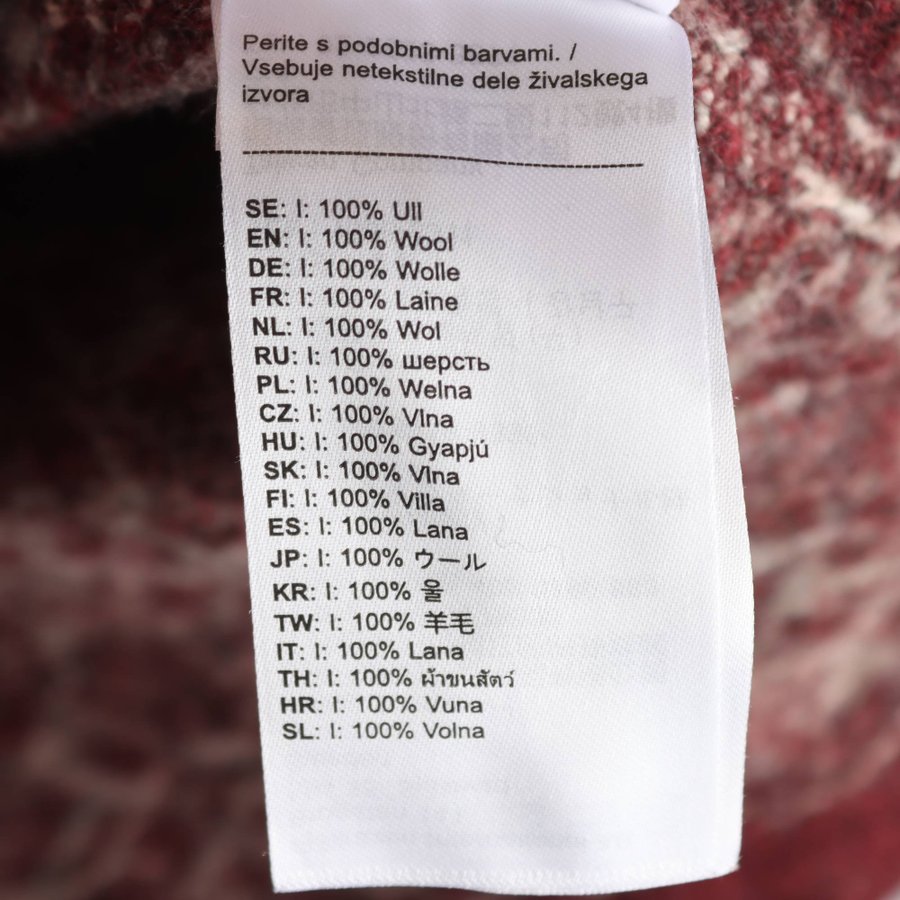 Perite s podobnimi barvami. /
Vsebuje netekstilne dele živalskega
izvora
SE: I: 100% Ull
EN: I: 100% Wool
DE: I: 100% Wolle
FR: I: 100% Laine
NL: I: 100% Wol
RU: I: 100% шерсть
PL: I: 100% Welna
CZ: I: 100% Vlna
HU: I: 100% Gyapjú
SK: I: 100% Vlna
FI: I: 100% Villa
ES: I: 100% Lana
JP: I: 100% ウール
KR: I: 100% 울
TW: I: 100% 羊毛
IT: I: 100% Lana
TH: I: 100% ผ้าขนสัตว์
HR: I: 100% Vuna
SL: I: 100% Volna